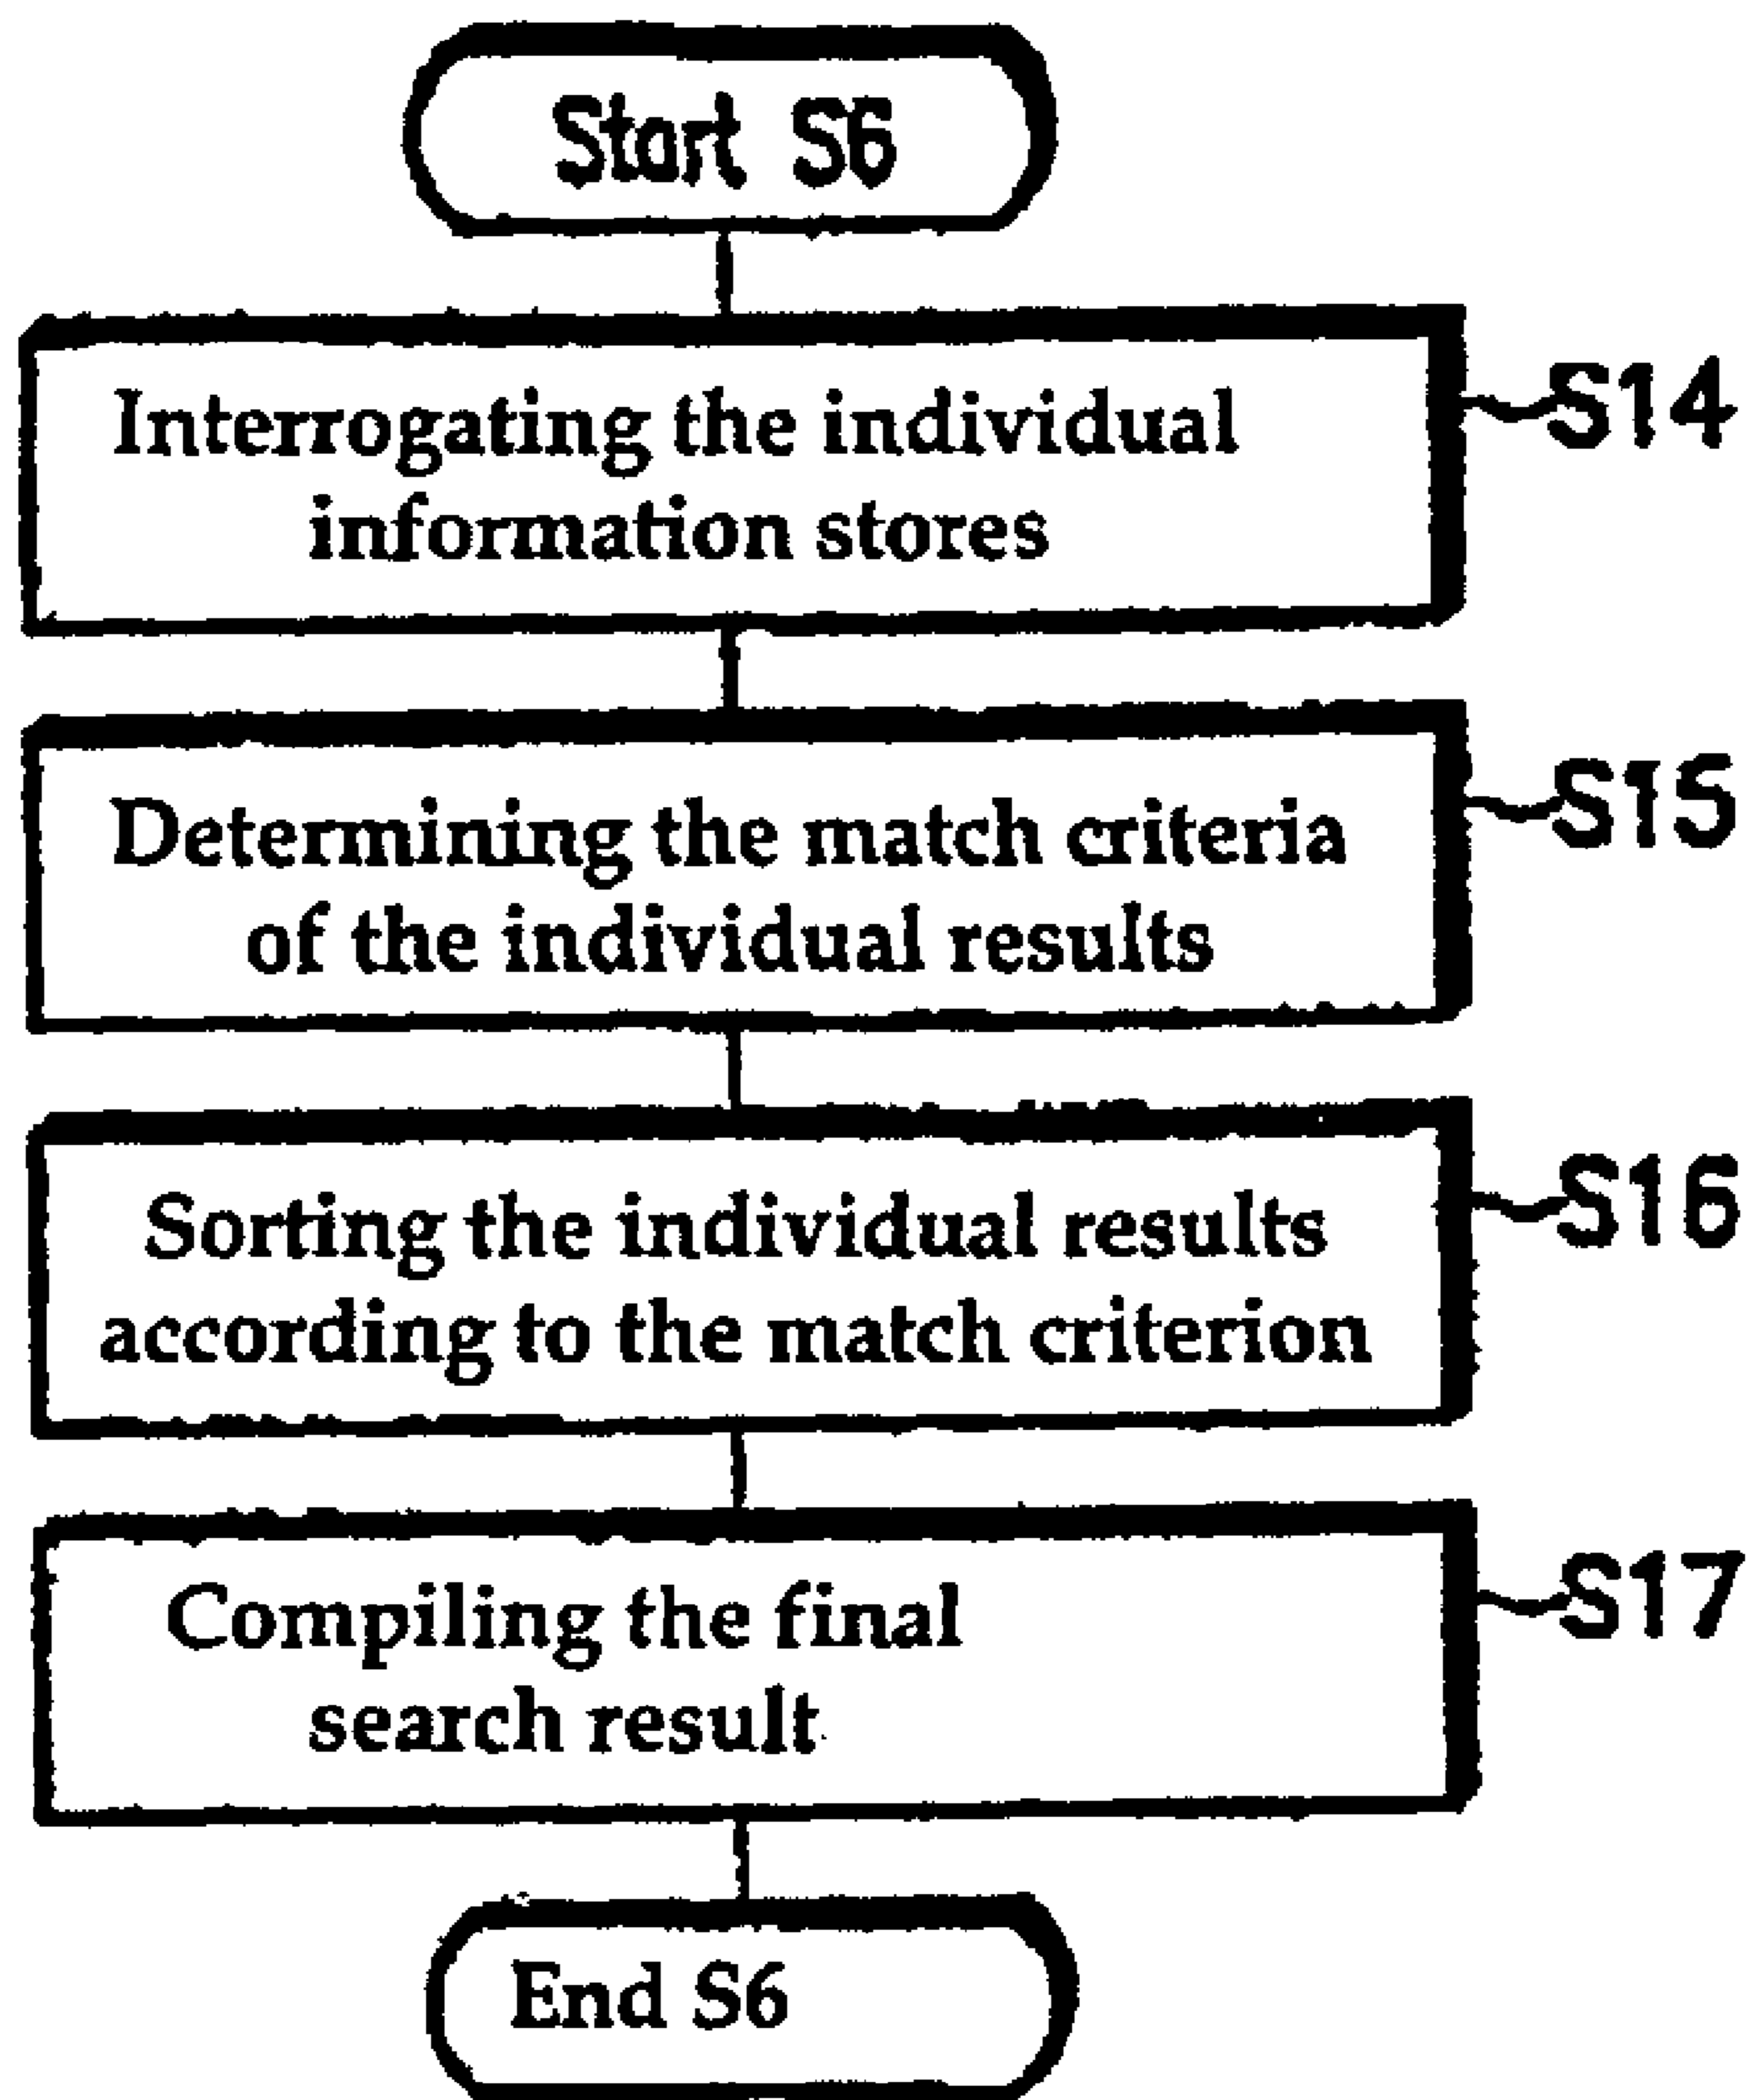 Start S6
Interrogating the individual
information stores
S14
Determining the match criteria
of the individual results
S15
Sorting the individual results
according to the match criterion
S16
Compiling the final
search result
S17
End S6